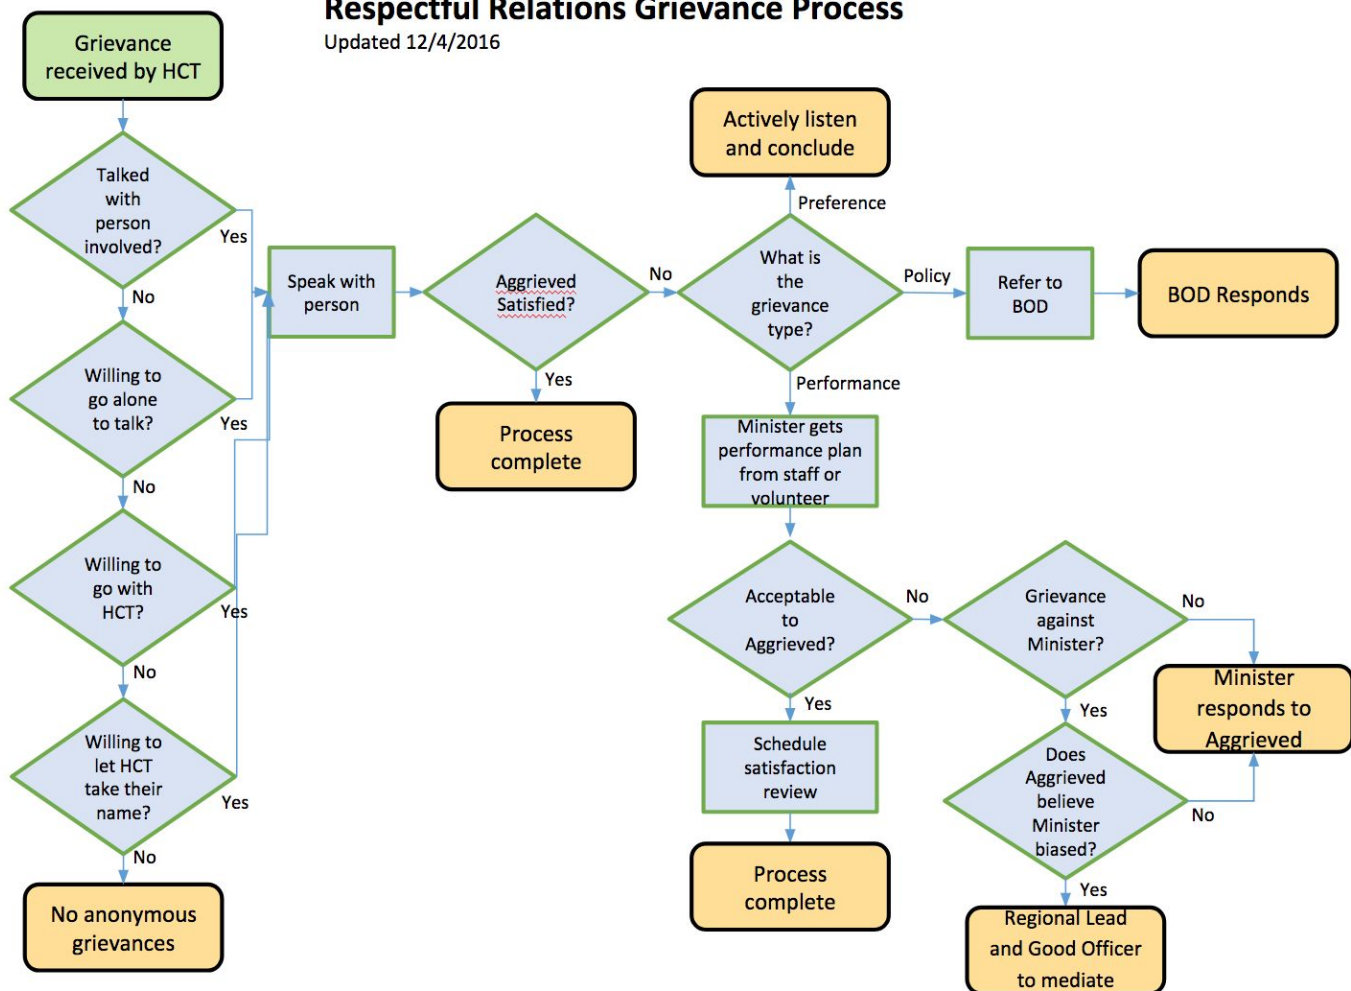 Respectful Relations Grievance Process
Updated 12/4/2016
Grievance
received by HCT
Talked
with
person
involved?
Yes
No
Willing to
go alone
to talk?
Yes
No
Willing to
go with
HCT?
Yes
No
Willing to
let HCT
take their
name?
Yes
No
No anonymous
grievances
Speak with
person
Aggrieved
Satisfied?
No
Yes
Process
complete
What is
the
grievance
type?
Preference
Actively listen
and conclude
Policy
Refer to
BOD
BOD Responds
Performance
Minister gets
performance plan
from staff or
volunteer
Acceptable
to
Aggrieved?
No
Yes
Schedule
satisfaction
review
Process
complete
Grievance
against
Minister?
No
Yes
Minister
responds to
Aggrieved
Does
Aggrieved
believe
Minister
biased?
No
Yes
Regional Lead
and Good Officer
to mediate